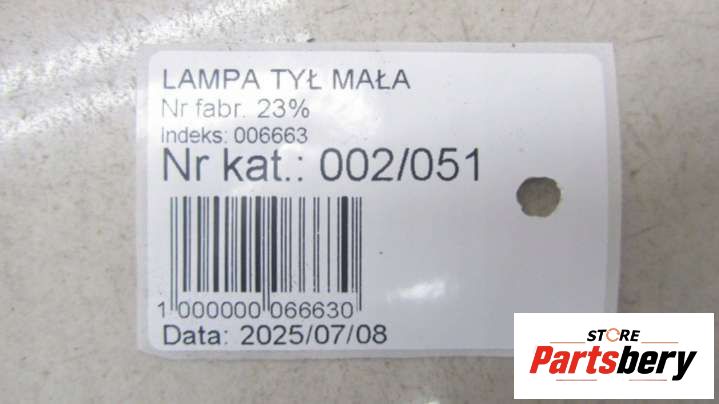 LAMPA TYŁ MAŁA
Nr fabr. 23%
Indeks: 006663
Nr kat.: 002/051
1 000000 066630
Data: 2025/07/08
STORE
Partsbery